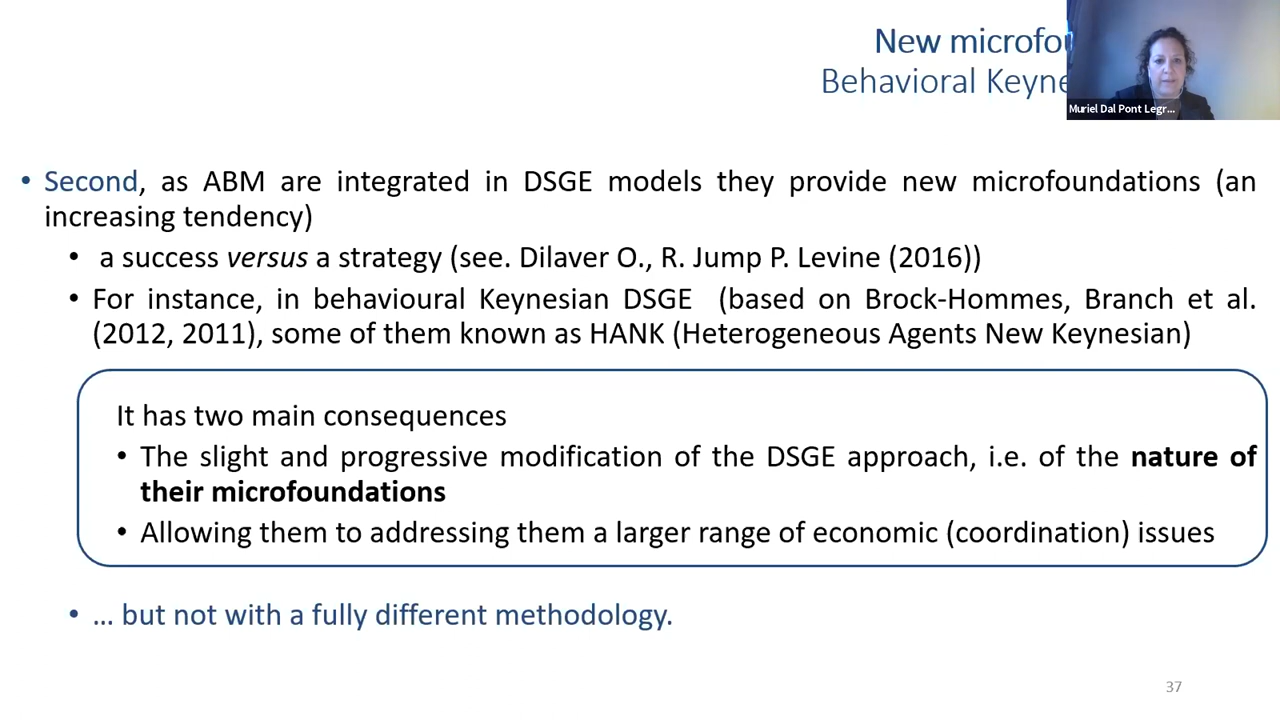 New microfo
Behavioral Keyne
Muriel Dal Pont Legr...
• Second, as ABM are integrated in DSGE models they provide new microfoundations (an
increasing tendency)
• a success versus a strategy (see. Dilaver O., R. Jump P. Levine (2016))
• For instance, in behavioural Keynesian DSGE (based on Brock-Hommes, Branch et al.
(2012, 2011), some of them known as HANK (Heterogeneous Agents New Keynesian)
It has two main consequences
• The slight and progressive modification of the DSGE approach, i.e. of the nature of
their microfoundations
• Allowing them to addressing them a larger range of economic (coordination) issues
• … but not with a fully different methodology.
37